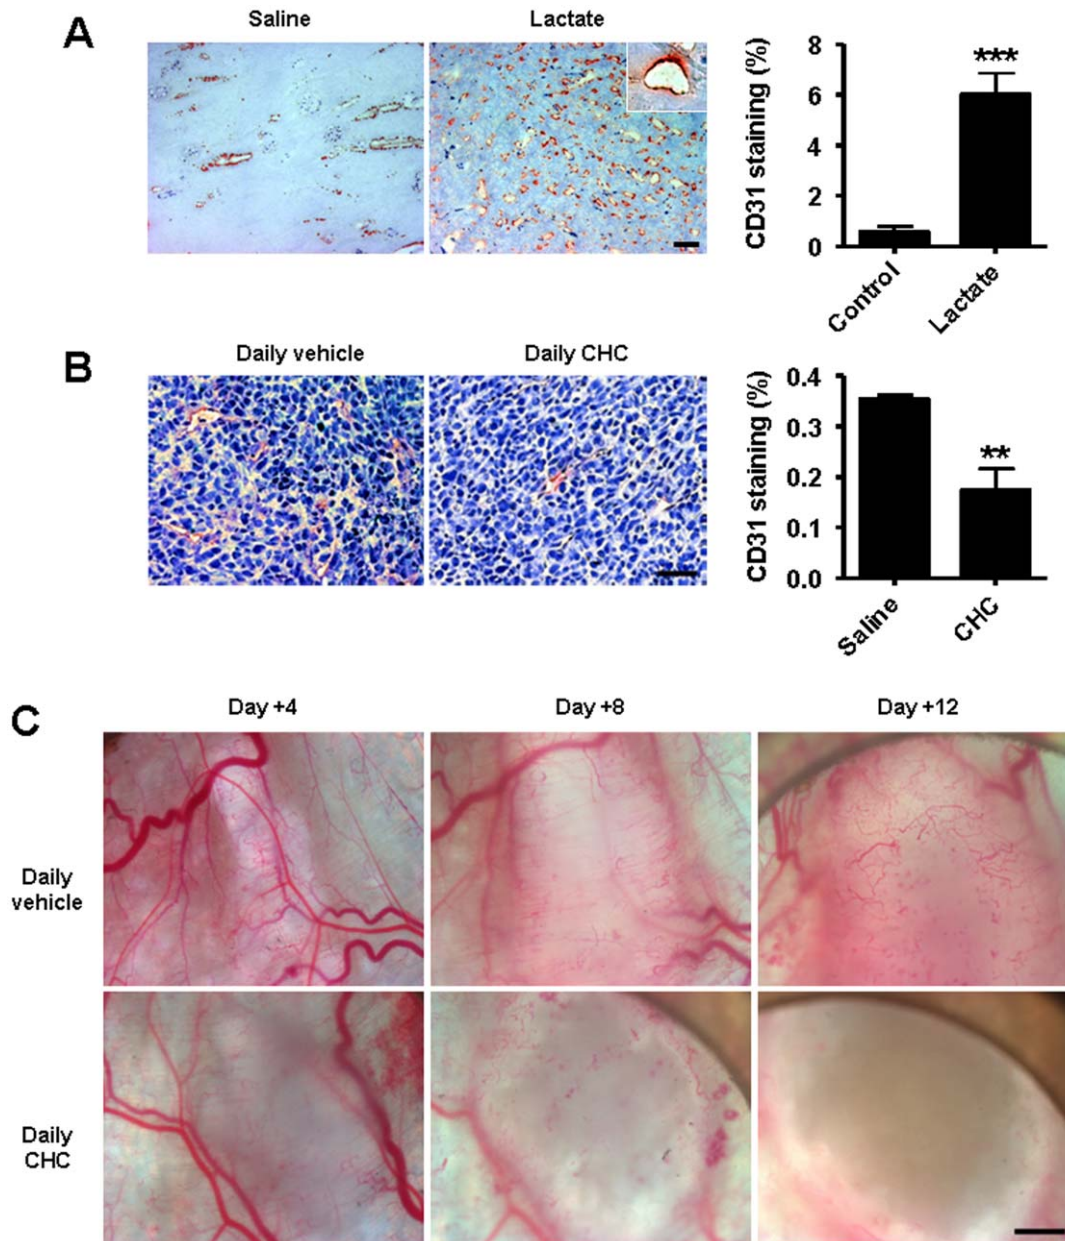 A
Saline
Lactate
CD31 staining (%)
8
6
4
2
0
***
Control
Lactate
B
Daily vehicle
Daily CHC
CD31 staining (%)
0.4
0.3
0.2
0.1
0.0
**
Saline
CHC
C
Day +4
Day +8
Day +12
Daily
vehicle
Daily
CHC